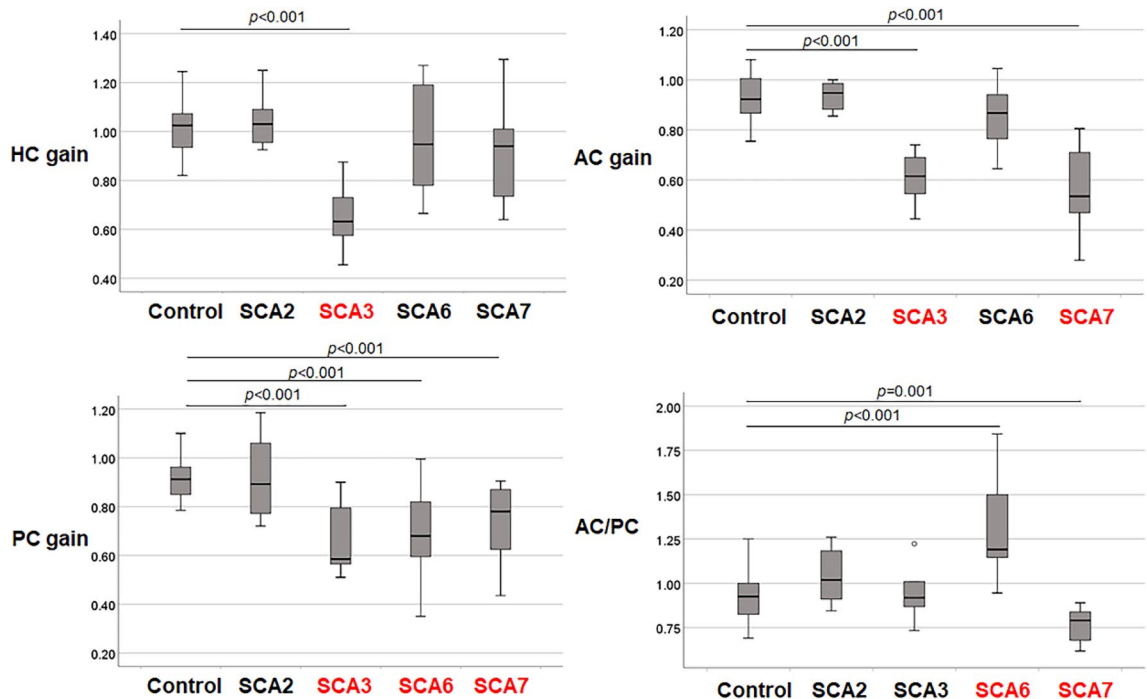 p<0.001
1.40
1.20
1.00
0.80
0.60
0.40
HC gain
Control SCA2 SCA3 SCA6 SCA7
p<0.001
p<0.001
1.20
1.00
0.80
0.60
0.40
0.20
AC gain
Control SCA2 SCA3 SCA6 SCA7
p<0.001
p<0.001
p<0.001
1.20
1.00
0.80
0.60
0.40
0.20
PC gain
Control SCA2 SCA3 SCA6 SCA7
p=0.001
p<0.001
2.00
1.75
1.50
1.25
1.00
0.75
AC/PC
Control SCA2 SCA3 SCA6 SCA7